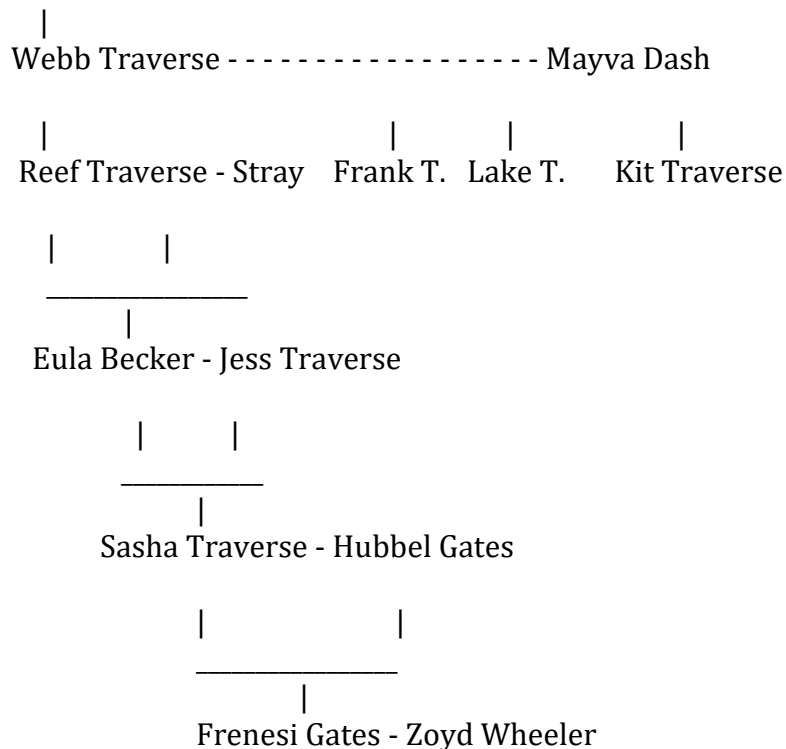 Webb Traverse - - - - - - - - - - - - - - - - - - Mayva Dash
Reef Traverse - Stray Frank T. Lake T. Kit Traverse
Eula Becker - Jess Traverse
Sasha Traverse - Hubbel Gates
Frenesi Gates - Zoyd Wheeler